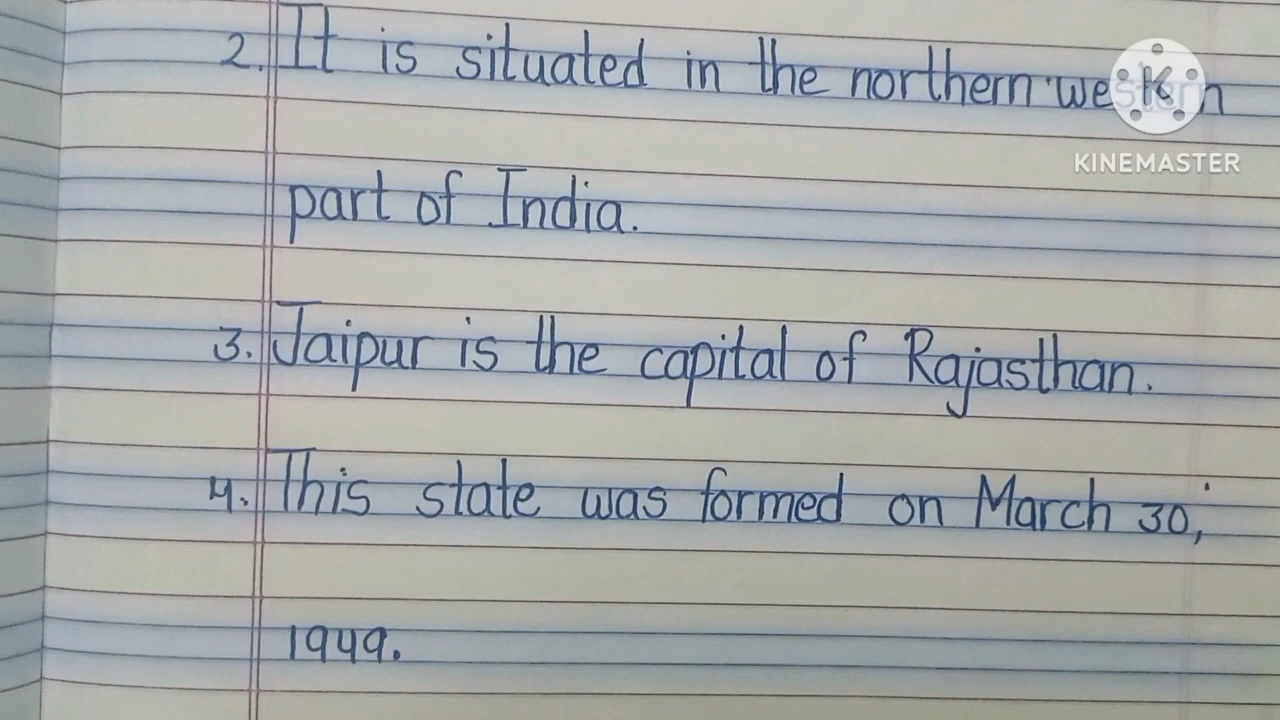 2. It is situated in the northern western
KINEMASTER
part of India.
3. Jaipur is the capital of Rajasthan.
4. This state was formed on March 30,
1949.